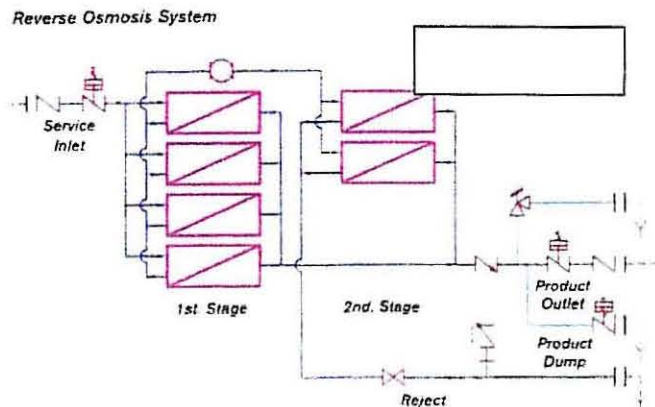 Reverse Osmosis System
Service
Inlet
1st Stage
2nd. Stage
Product
Outlet
Product
Dump
Reject